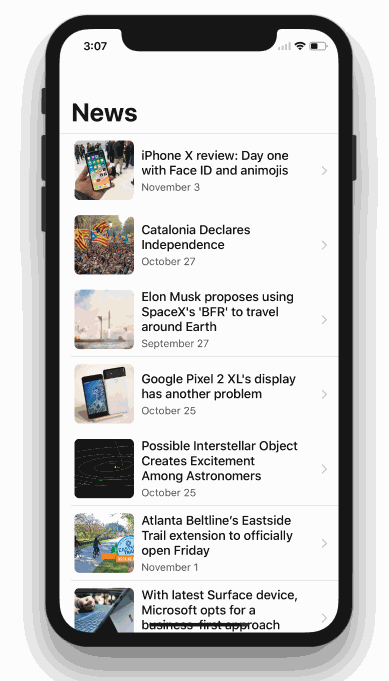 3:07
News
iPhone X review: Day one
with Face ID and animojis
November 3
Catalonia Declares
Independence
October 27
Elon Musk proposes using
SpaceX's 'BFR' to travel
around Earth
September 27
Google Pixel 2 XL's display
has another problem
October 25
Possible Interstellar Object
Creates Excitement
Among Astronomers
October 25
Atlanta Beltline's Eastside
Trail extension to officially
open Friday
November 1
With latest Surface device,
Microsoft opts for a
business-first approach